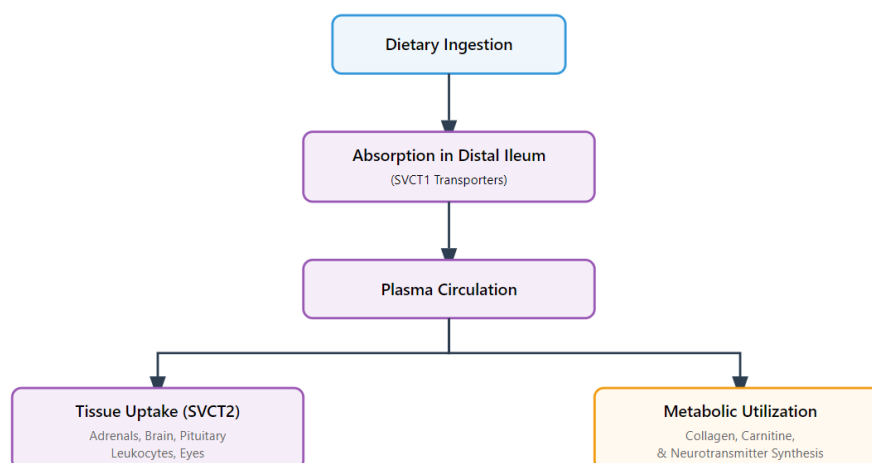 Dietary Ingestion
Absorption in Distal Ileum
(SVCT1 Transporters)
Plasma Circulation
Tissue Uptake (SVCT2)
Adrenals, Brain, Pituitary
Leukocytes, Eyes
Metabolic Utilization
Collagen, Carnitine,
& Neurotransmitter Synthesis